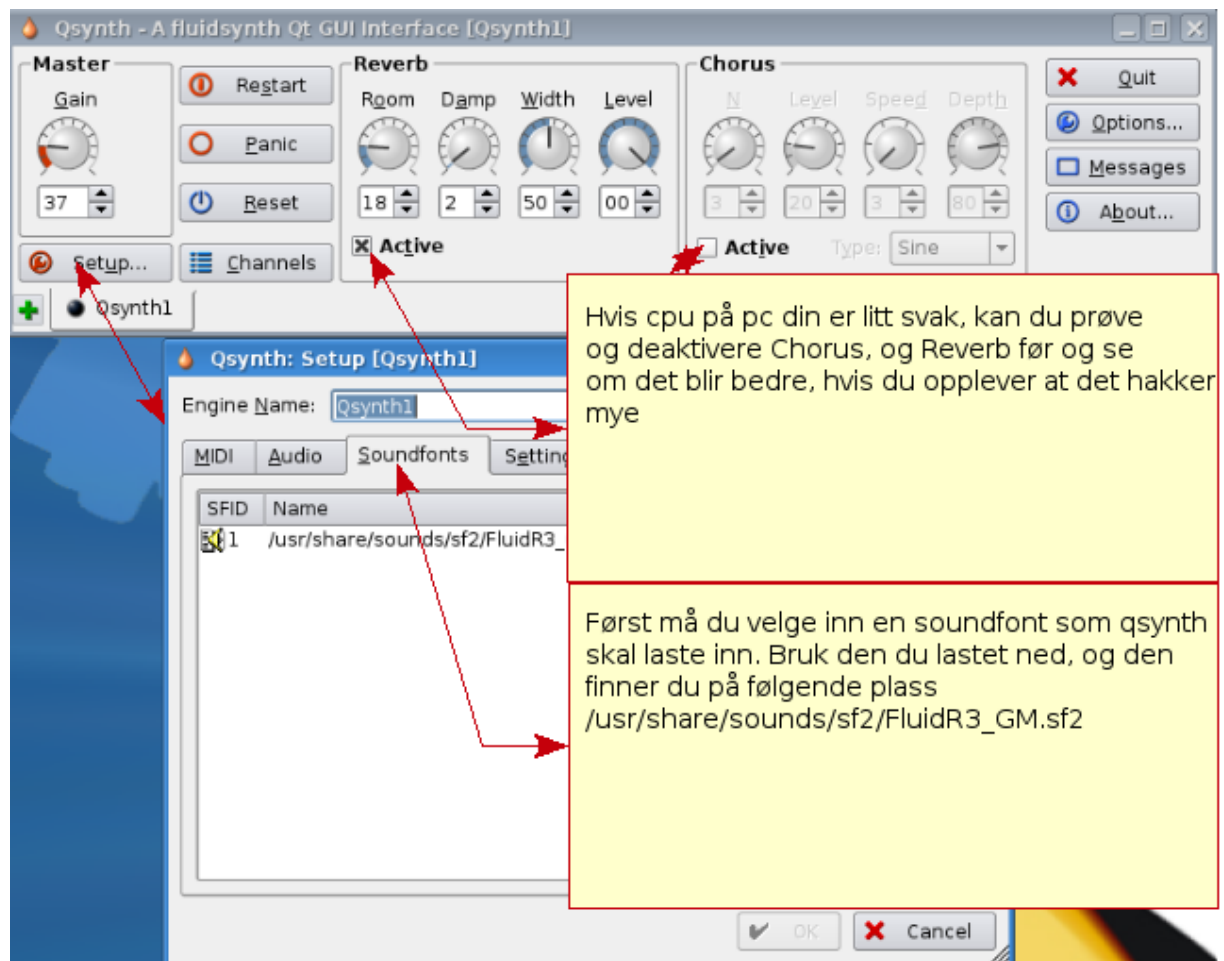 Qsynth - A fluidsynth Qt GUI Interface [Qsynth1]
Master
Gain
37
Setup...
Restart
Panic
Reset
Channels
Reverb
Room Damp Width Level
18 2 50 00
Active
Chorus
N Level Speed Depth
3 20 3 80
Active Type: Sine
Quit
Options...
Messages
About...
Qsynth1
Hvis cpu på pc din er litt svak, kan du prøve
og deaktivere Chorus, og Reverb før og se
om det blir bedre, hvis du opplever at det hakker
mye
Qsynth: Setup [Qsynth1]
Engine Name: Qsynth1
MIDI Audio Soundfonts
SFID Name
1 /usr/share/sounds/sf2/FluidR3_
Først må du velge inn en soundfont som qsynth
skal laste inn. Bruk den du lastet ned, og den
finner du på følgende plass
/usr/share/sounds/sf2/FluidR3_GM.sf2
OK Cancel